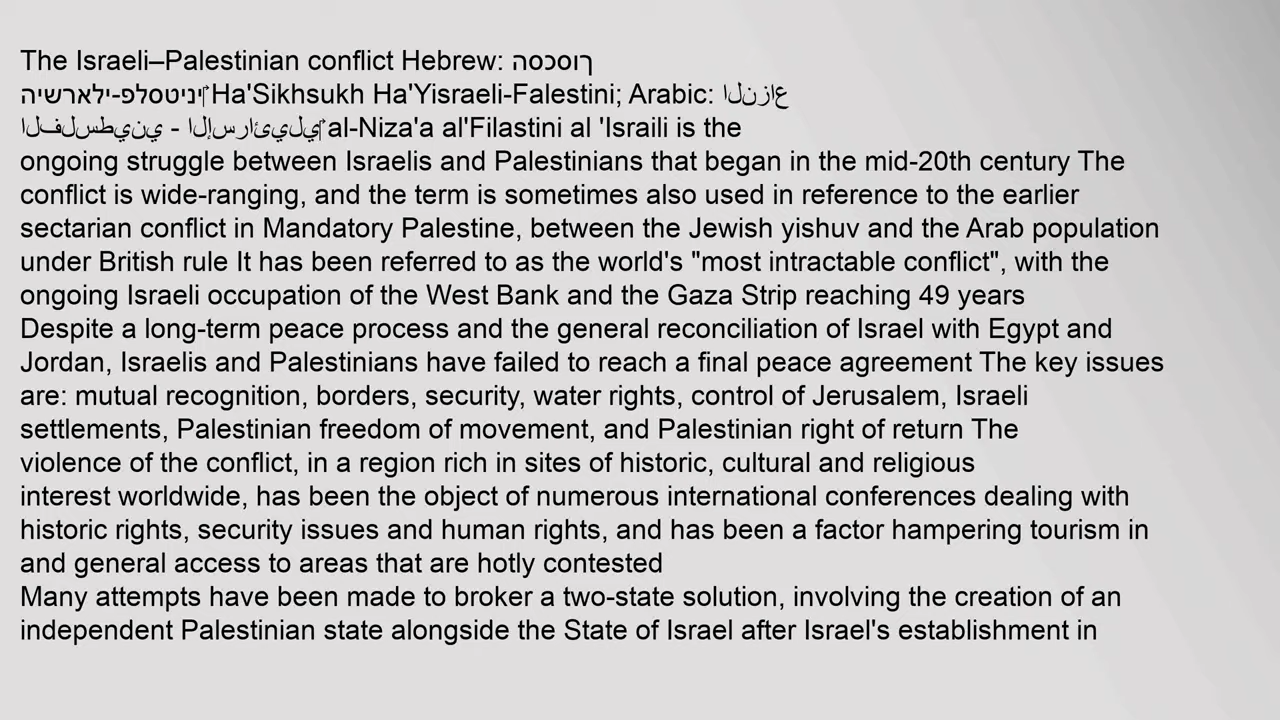 The Israeli–Palestinian conflict Hebrew: הסכסוך
הישראלי-פלסטיני‎ Ha'Sikhsukh Ha'Yisraeli-Falestini; Arabic: النزاع
الفلسطيني - الإسرائيلي‎ al-Niza'a al'Filastini al 'Israili is the
ongoing struggle between Israelis and Palestinians that began in the mid-20th century The
conflict is wide-ranging, and the term is sometimes also used in reference to the earlier
sectarian conflict in Mandatory Palestine, between the Jewish yishuv and the Arab population
under British rule It has been referred to as the world's "most intractable conflict", with the
ongoing Israeli occupation of the West Bank and the Gaza Strip reaching 49 years
Despite a long-term peace process and the general reconciliation of Israel with Egypt and
Jordan, Israelis and Palestinians have failed to reach a final peace agreement The key issues
are: mutual recognition, borders, security, water rights, control of Jerusalem, Israeli
settlements, Palestinian freedom of movement, and Palestinian right of return The
violence of the conflict, in a region rich in sites of historic, cultural and religious
interest worldwide, has been the object of numerous international conferences dealing with
historic rights, security issues and human rights, and has been a factor hampering tourism in
and general access to areas that are hotly contested
Many attempts have been made to broker a two-state solution, involving the creation of an
independent Palestinian state alongside the State of Israel after Israel's establishment in